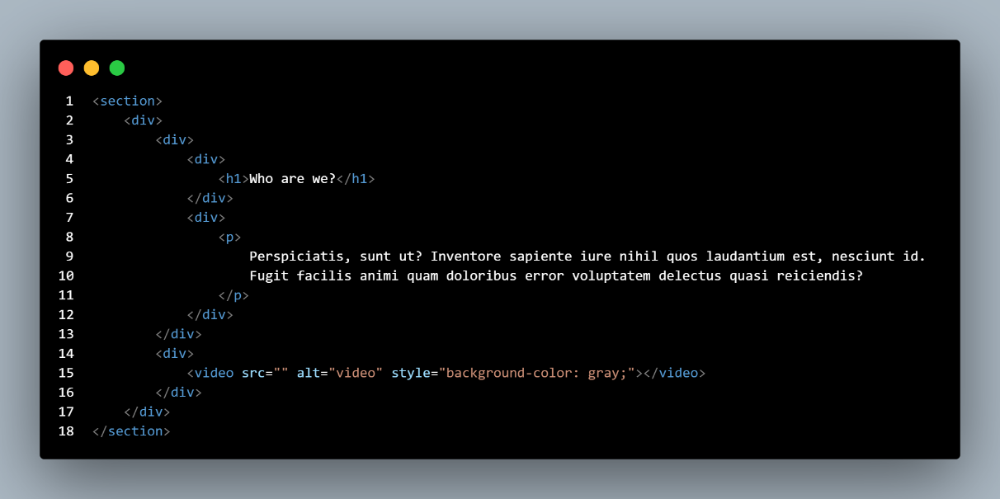 1 <section>
2     <div>
3         <div>
4             <div>
5                 <h1>Who are we?</h1>
6             </div>
7             <div>
8                 <p>
9                     Perspiciatis, sunt ut? Inventore sapiente iure nihil quos laudantium est, nesciunt id.
10                     Fugit facilis animi quam doloribus error voluptatem delectus quasi reiciendis?
11                 </p>
12             </div>
13         </div>
14         <div>
15             <video src="" alt="video" style="background-color: gray;"></video>
16         </div>
17     </div>
18 </section>